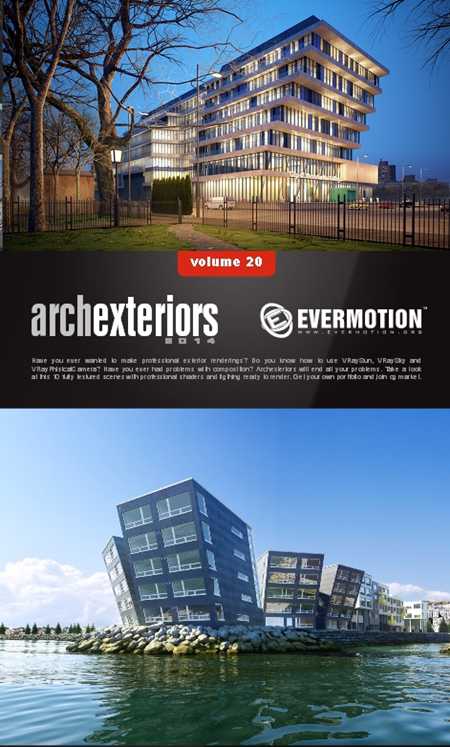 volume 20
archexteriors
2014
EVERMOTION™
WWW.EVERMOTION.ORG
Have you ever wanted to make professional exterior renderings? Do you know how to use VRaySun, VRaySky and
VRayPhisicalCamera? Have you ever had problems with composition? Archexteriors will end all your problems. Take a look
at this 10 fully textured scenes with professional shaders and lighting ready to render. Get your own portfolio and join cg market.